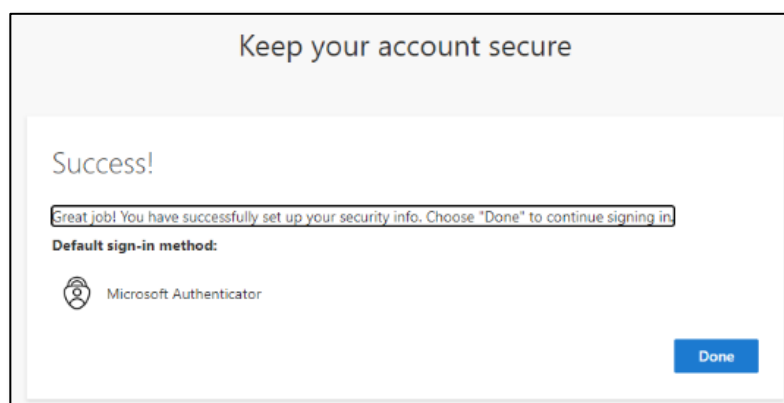 Keep your account secure
Success!
Great job! You have successfully set up your security info. Choose "Done" to continue signing in.
Default sign-in method:
Microsoft Authenticator
Done